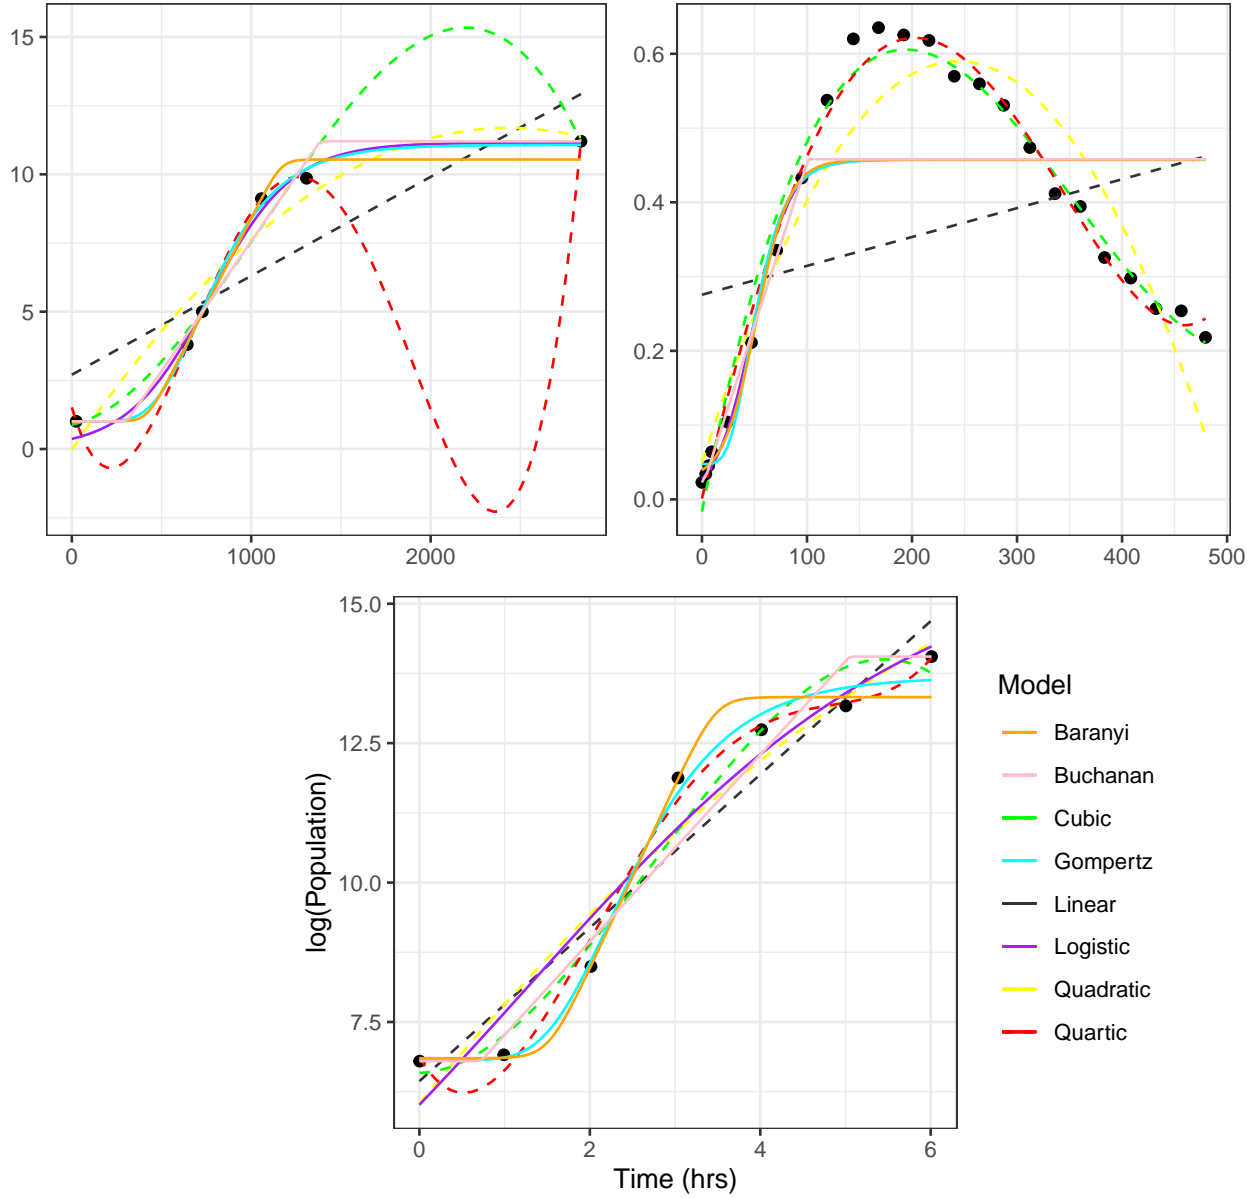 15
10
5
0
0
1000
2000
0.6
0.4
0.2
0.0
0
100
200
300
400
500
15.0
12.5
10.0
7.5
log(Population)
0
2
4
6
Time (hrs)
Model
Baranyi
Buchanan
Cubic
Gompertz
Linear
Logistic
Quadratic
Quartic